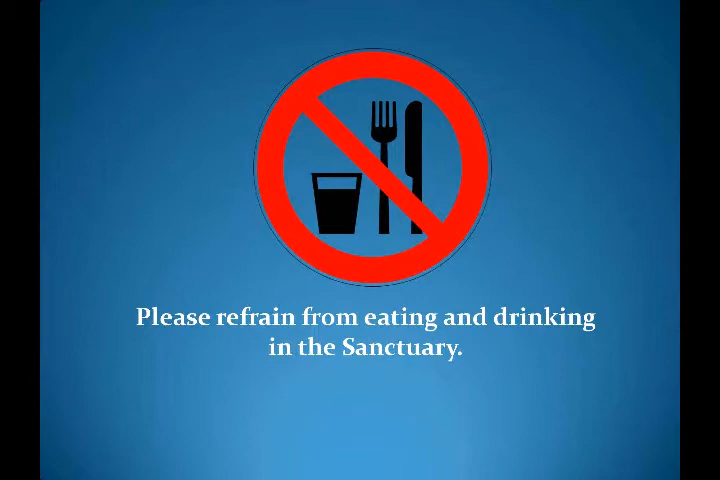 Please refrain from eating and drinking
in the Sanctuary.